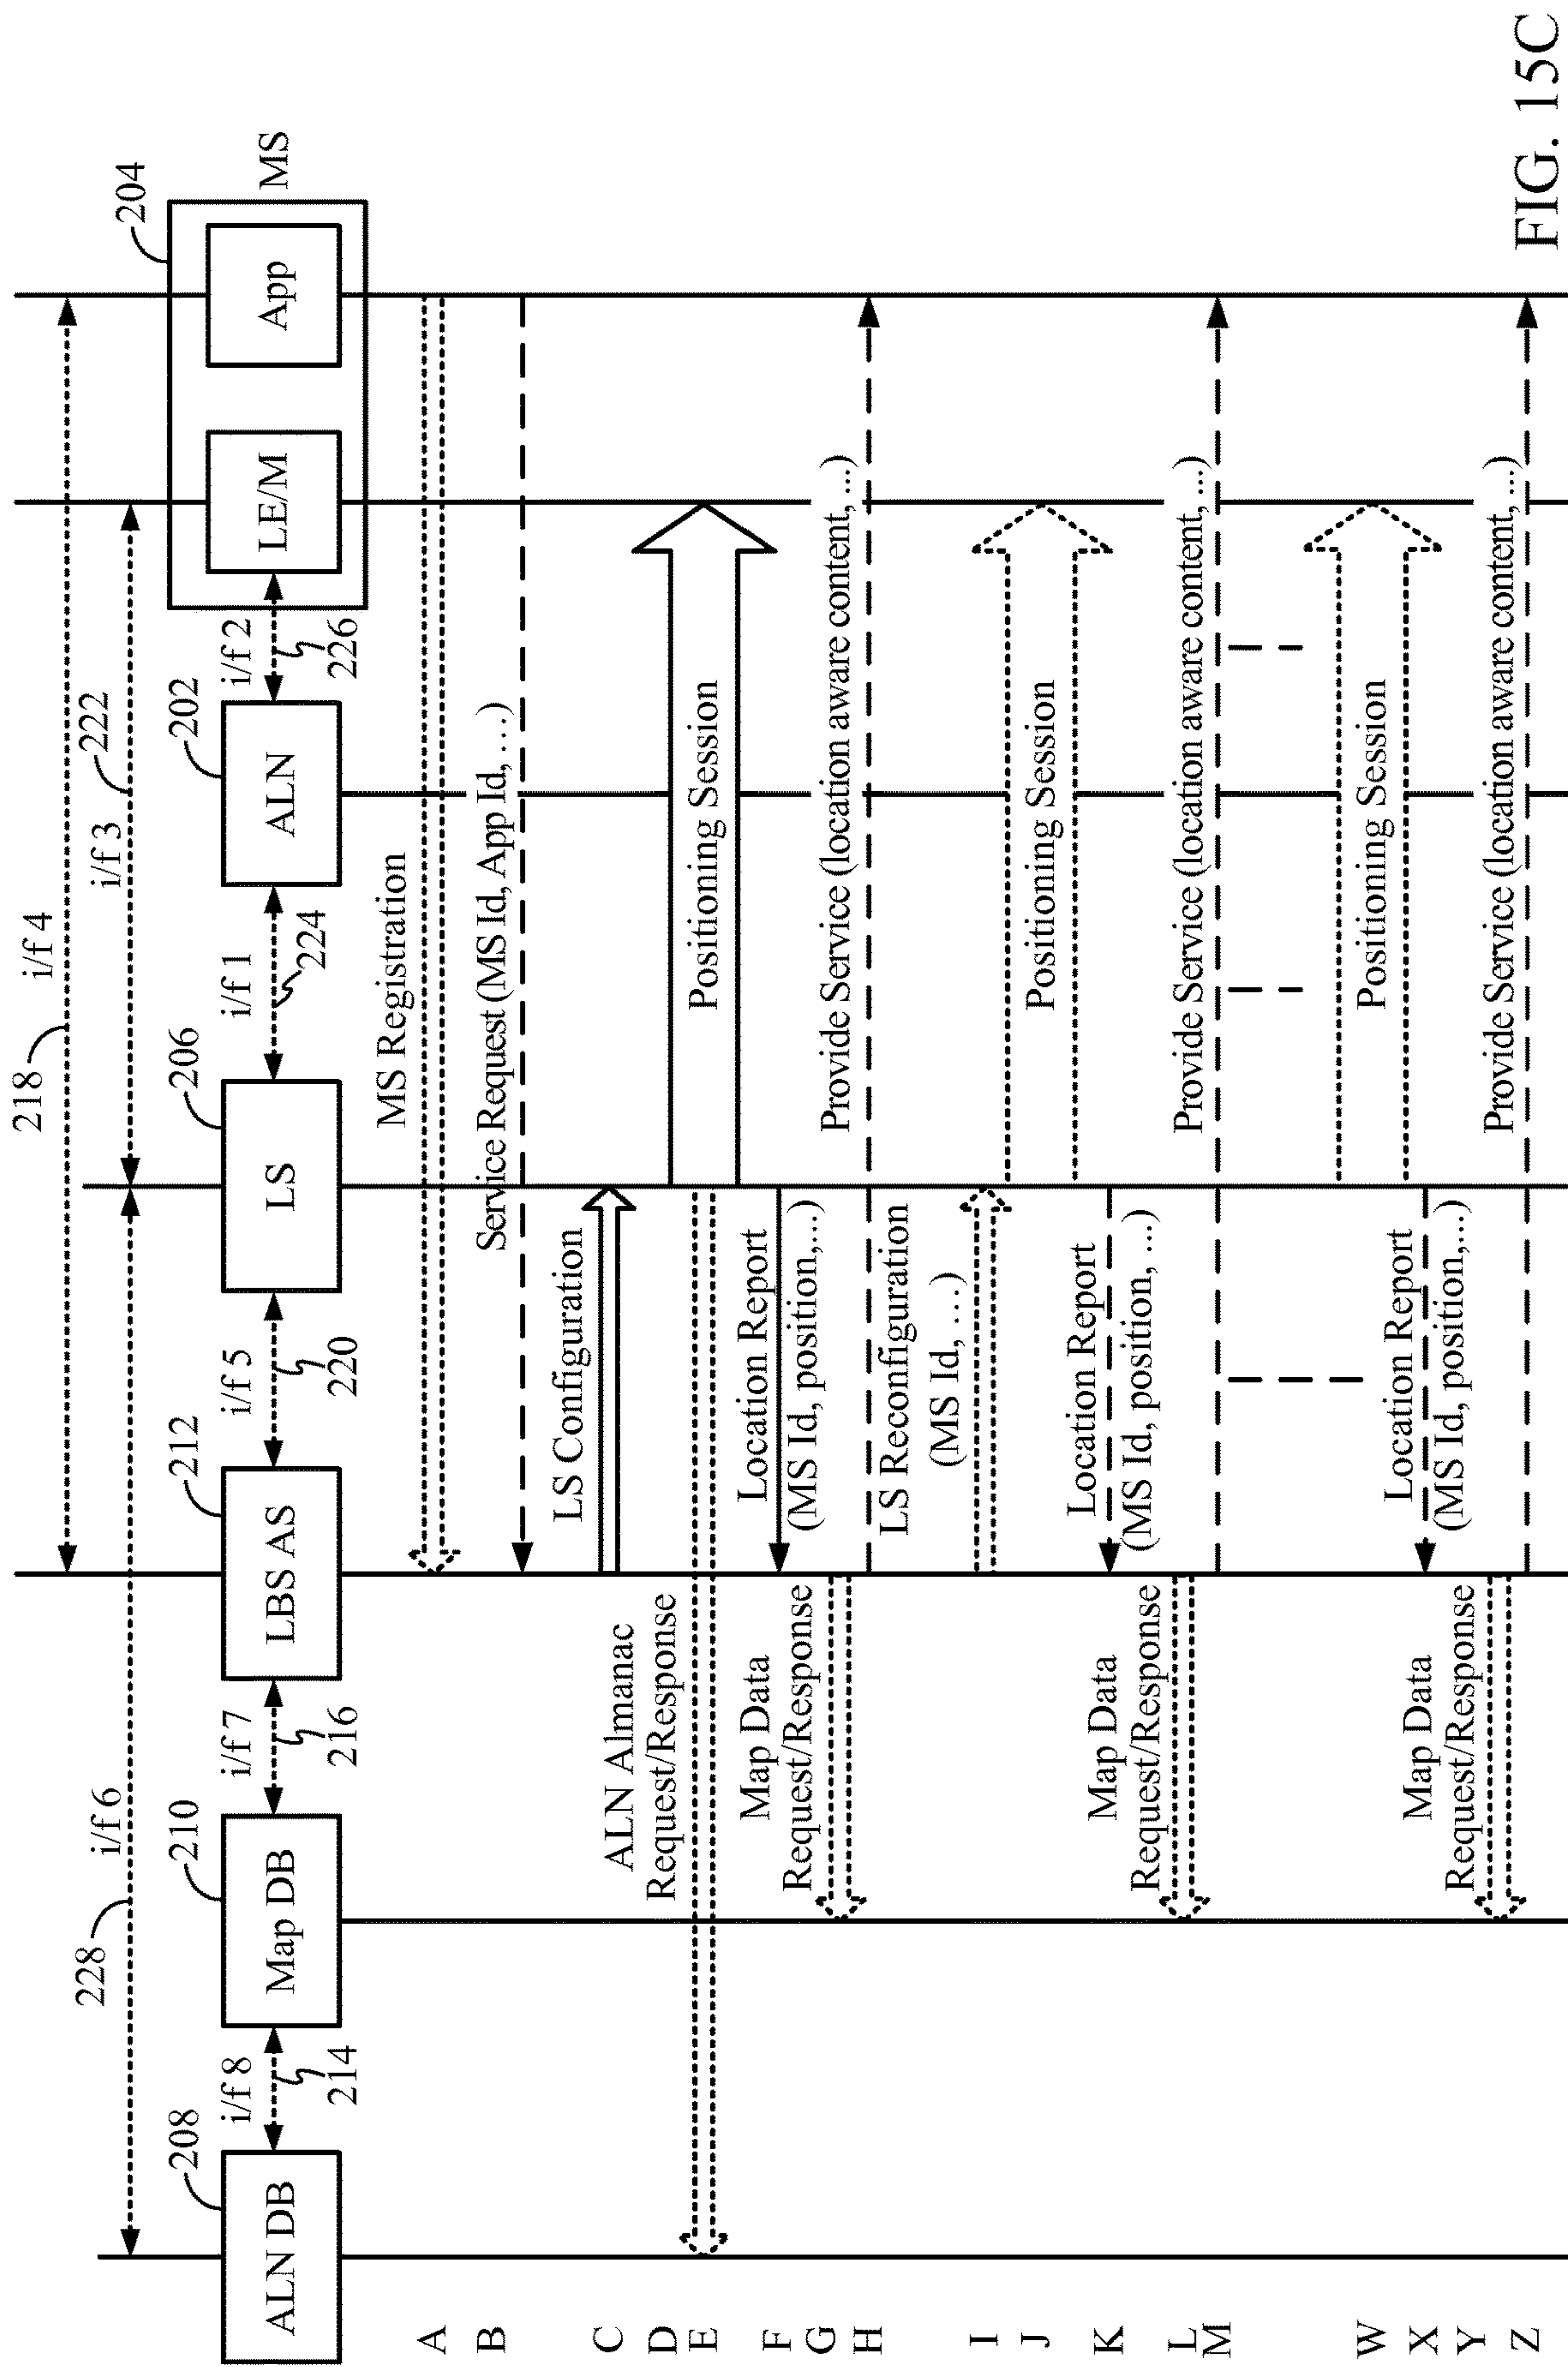 218
i/f 4
228
i/f 6
i/f 3
222
208
210
212
206
202
204
ALN DB
i/f 8
214
Map DB
i/f 7
216
LBS AS
i/f 5
220
LS
i/f 1
224
ALN
i/f 2
226
LE/M
App
MS
A
MS Registration
B
Service Request (MS Id, App Id, ...)
C
LS Configuration
D
E
ALN Almanac
Request/Response
Positioning Session
F
Location Report
(MS Id, position,...)
G
Map Data
Request/Response
H
Provide Service (location aware content, ...)
I
LS Reconfiguration
(MS Id, ...)
J
Positioning Session
K
Location Report
(MS Id, position, ...)
L
Map Data
Request/Response
M
Provide Service (location aware content, ...)
W
Positioning Session
X
Location Report
(MS Id, position,...)
Y
Map Data
Request/Response
Z
Provide Service (location aware content, ...)
FIG. 15C